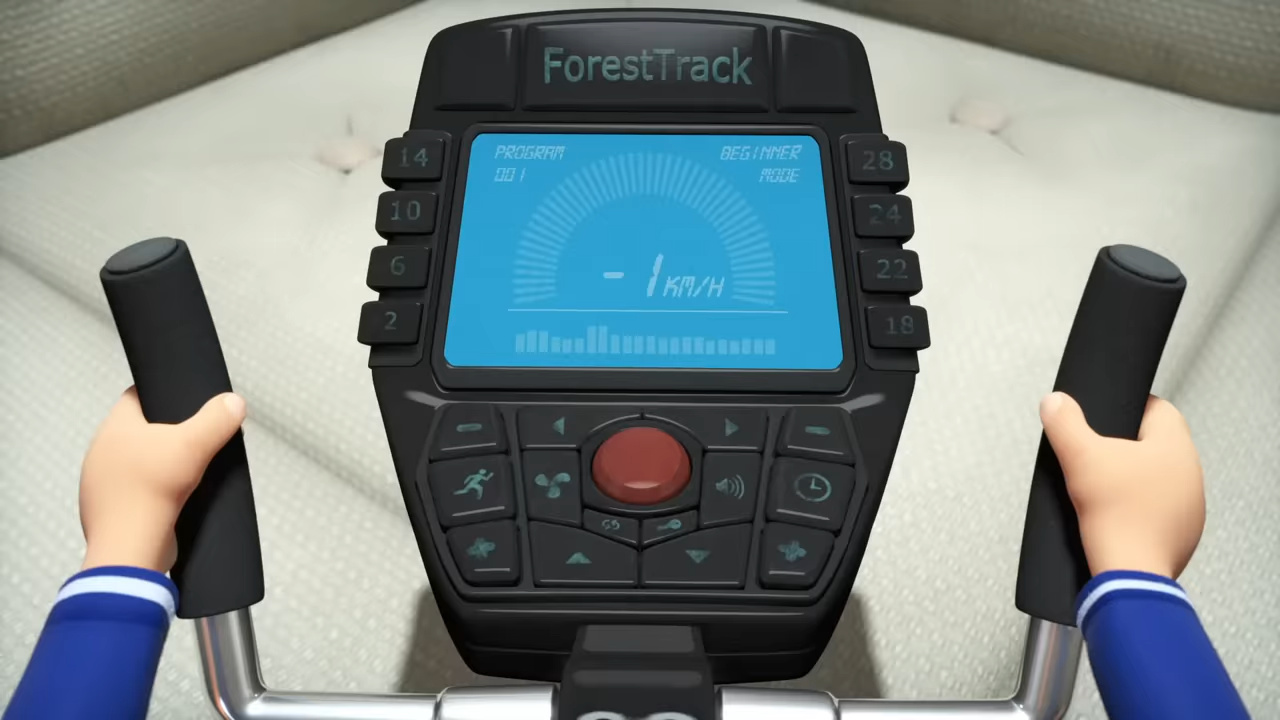 ForestTrack
PROGRAM
001
BEGINNER
MODE
14
10
6
2
28
24
22
18
-1 KM/H